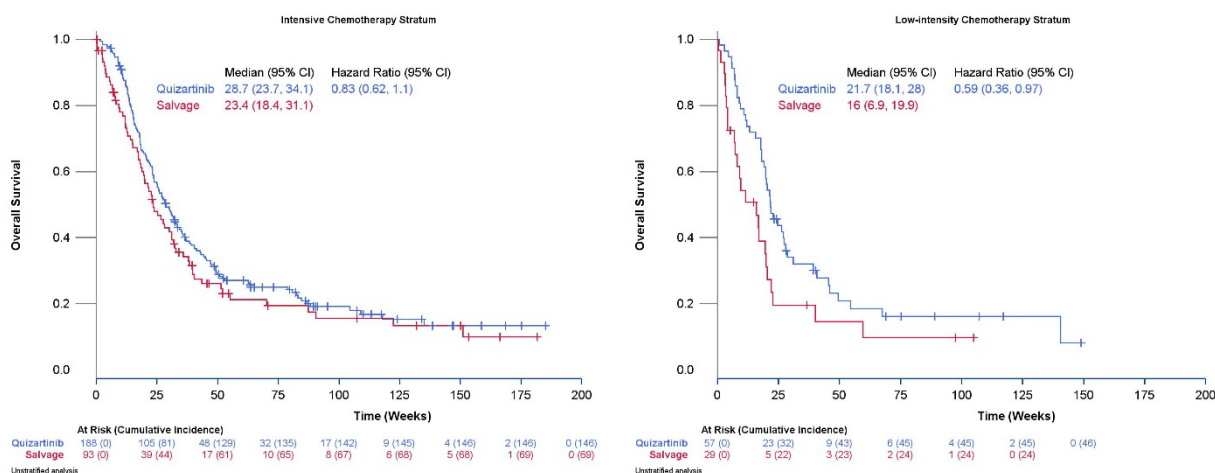 Intensive Chemotherapy Stratum
1.0
0.8
0.6
0.4
0.2
0.0
Overall Survival
Median (95% CI) Hazard Ratio (95% CI)
Quizartinib 28.7 (23.7, 34.1) 0.83 (0.62, 1.1)
Salvage 23.4 (18.4, 31.1)
0 25 50 75 100 125 150 175 200
Time (Weeks)
At Risk (Cumulative Incidence)
Quizartinib 188 (0) 105 (81) 48 (129) 32 (135) 17 (142) 9 (145) 4 (146) 2 (146) 0 (146)
Salvage 93 (0) 39 (44) 17 (61) 10 (65) 8 (67) 6 (68) 5 (68) 1 (69) 0 (69)
Unstratified analysis
Low-intensity Chemotherapy Stratum
1.0
0.8
0.6
0.4
0.2
0.0
Overall Survival
Median (95% CI) Hazard Ratio (95% CI)
Quizartinib 21.7 (18.1, 28) 0.59 (0.36, 0.97)
Salvage 16 (6.9, 19.9)
0 25 50 75 100 125 150 175 200
Time (Weeks)
At Risk (Cumulative Incidence)
Quizartinib 57 (0) 23 (32) 9 (43) 6 (45) 4 (45) 2 (45) 0 (46)
Salvage 29 (0) 5 (22) 3 (23) 2 (24) 1 (24) 0 (24)
Unstratified analysis